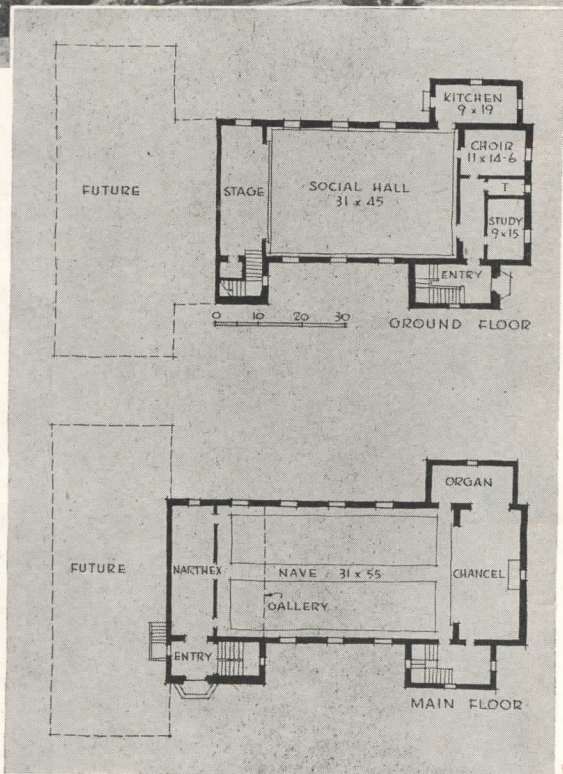 KITCHEN
9 x 19
CHOIR
11 x 14-6
FUTURE
STAGE
SOCIAL HALL
31 x 45
T
STUDY
9 x 15
ENTRY
0 10 20 30
GROUND FLOOR
ORGAN
FUTURE
NARTHEX
NAVE 31 x 55
CHANCEL
GALLERY
ENTRY
MAIN FLOOR